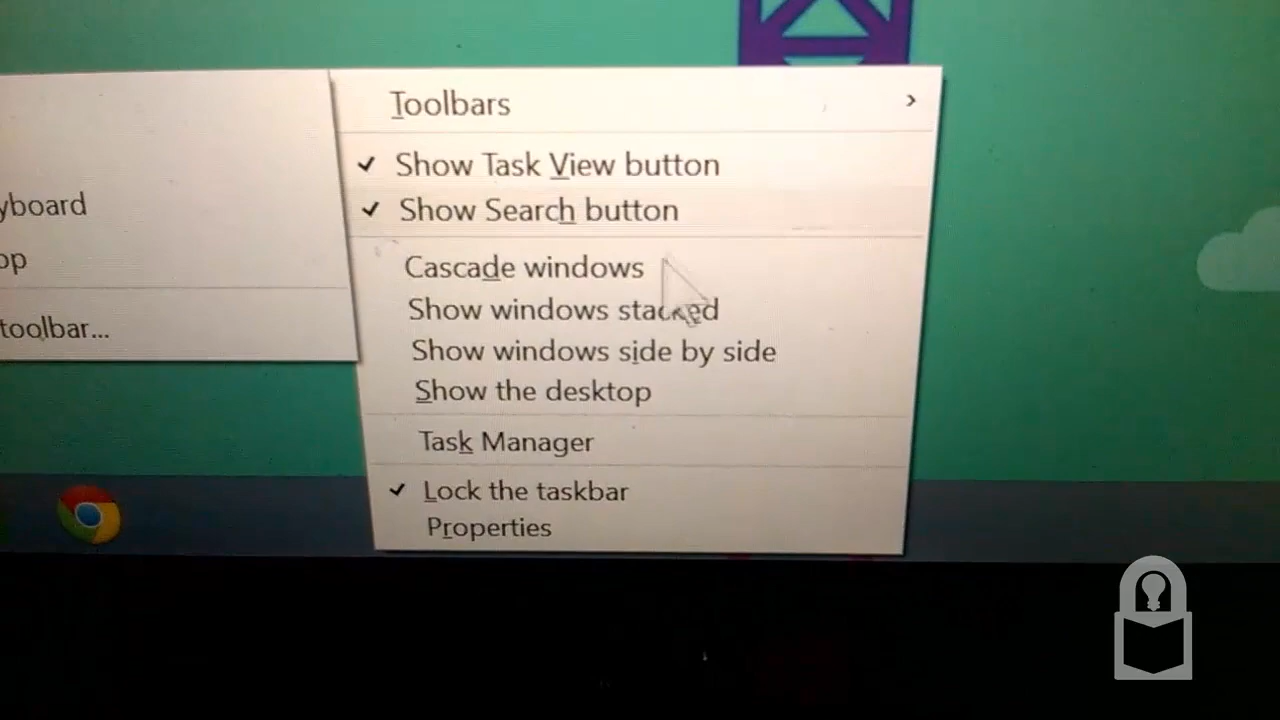 Toolbars
Show Task View button
Show Search button
Cascade windows
Show windows stacked
Show windows side by side
Show the desktop
Task Manager
Lock the taskbar
Properties
yboard
op
toolbar...